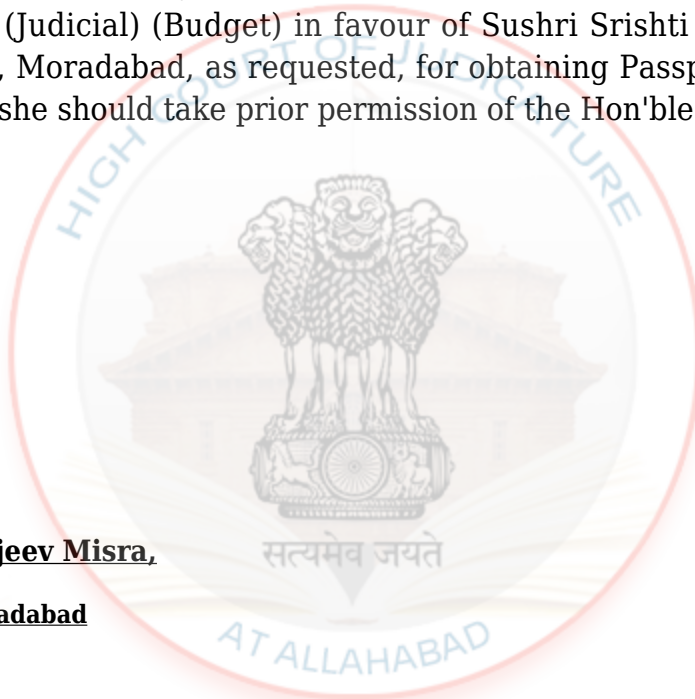 (Judicial) (Budget) in favour of Sushri Srishti
, Moradabad, as requested, for obtaining Passp
she should take prior permission of the Hon'ble
HIGH COURT OF JUDICATURE
jeev Misra,
सत्यमेव जयते
adabad
AT ALLAHABAD